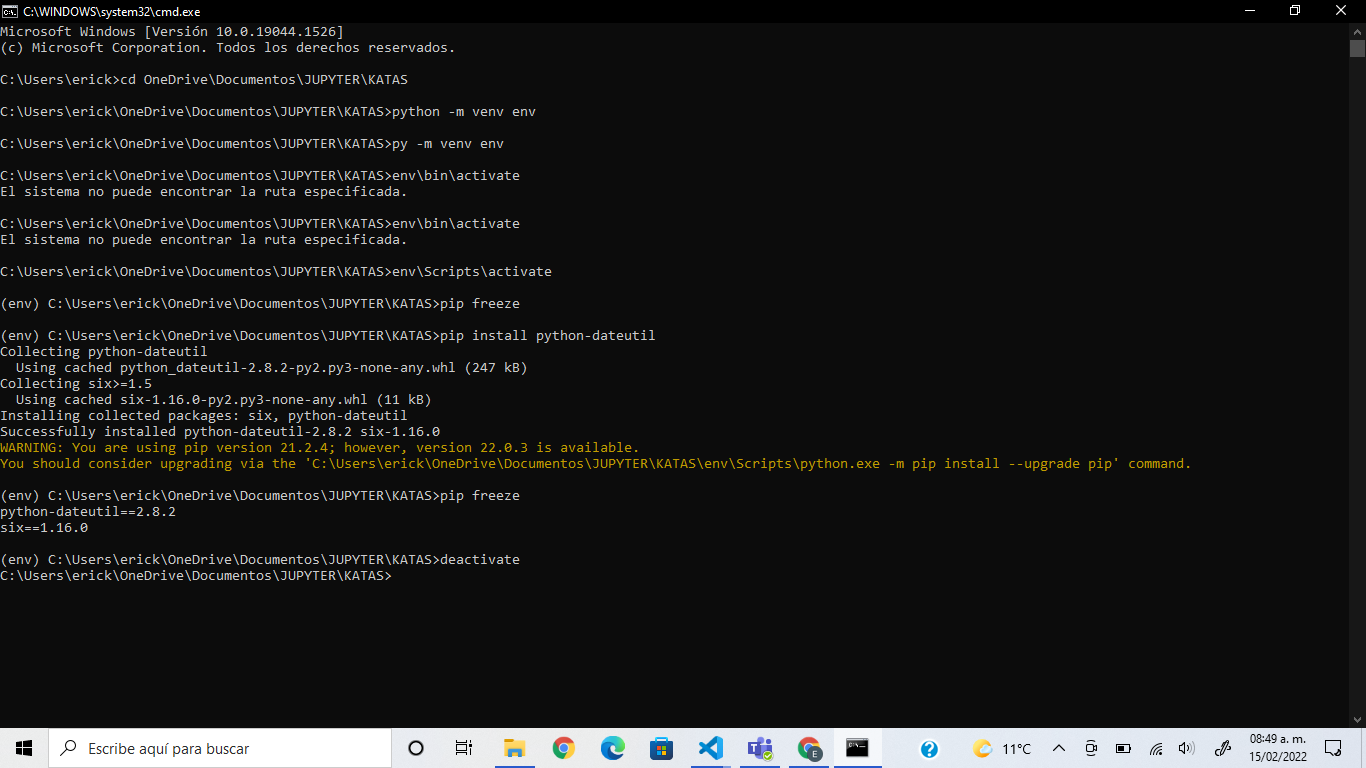 C:\WINDOWS\system32\cmd.exe
Microsoft Windows [Versión 10.0.19044.1526]
(c) Microsoft Corporation. Todos los derechos reservados.
C:\Users\erick>cd OneDrive\Documentos\JUPYTER\KATAS
C:\Users\erick\OneDrive\Documentos\JUPYTER\KATAS>python -m venv env
C:\Users\erick\OneDrive\Documentos\JUPYTER\KATAS>py -m venv env
C:\Users\erick\OneDrive\Documentos\JUPYTER\KATAS>env\bin\activate
El sistema no puede encontrar la ruta especificada.
C:\Users\erick\OneDrive\Documentos\JUPYTER\KATAS>env\bin\activate
El sistema no puede encontrar la ruta especificada.
C:\Users\erick\OneDrive\Documentos\JUPYTER\KATAS>env\Scripts\activate
(env) C:\Users\erick\OneDrive\Documentos\JUPYTER\KATAS>pip freeze
(env) C:\Users\erick\OneDrive\Documentos\JUPYTER\KATAS>pip install python-dateutil
Collecting python-dateutil
  Using cached python_dateutil-2.8.2-py2.py3-none-any.whl (247 kB)
Collecting six>=1.5
  Using cached six-1.16.0-py2.py3-none-any.whl (11 kB)
Installing collected packages: six, python-dateutil
Successfully installed python-dateutil-2.8.2 six-1.16.0
WARNING: You are using pip version 21.2.4; however, version 22.0.3 is available.
You should consider upgrading via the 'C:\Users\erick\OneDrive\Documentos\JUPYTER\KATAS\env\Scripts\python.exe -m pip install --upgrade pip' command.
(env) C:\Users\erick\OneDrive\Documentos\JUPYTER\KATAS>pip freeze
python-dateutil==2.8.2
six==1.16.0
(env) C:\Users\erick\OneDrive\Documentos\JUPYTER\KATAS>deactivate
C:\Users\erick\OneDrive\Documentos\JUPYTER\KATAS>
Escribe aquí para buscar
11°C
08:49 a. m.
15/02/2022